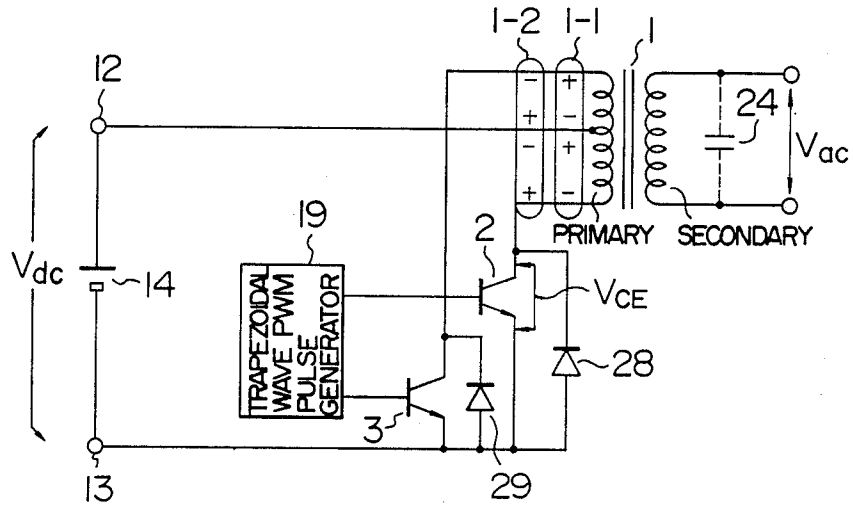 1-2
1-1
1
12
24
Vac
- +
+ -
- +
+ -
PRIMARY
SECONDARY
19
2
Vdc
14
TRAPEZOIDAL
WAVE PWM
PULSE
GENERATOR
VCE
28
3
29
13